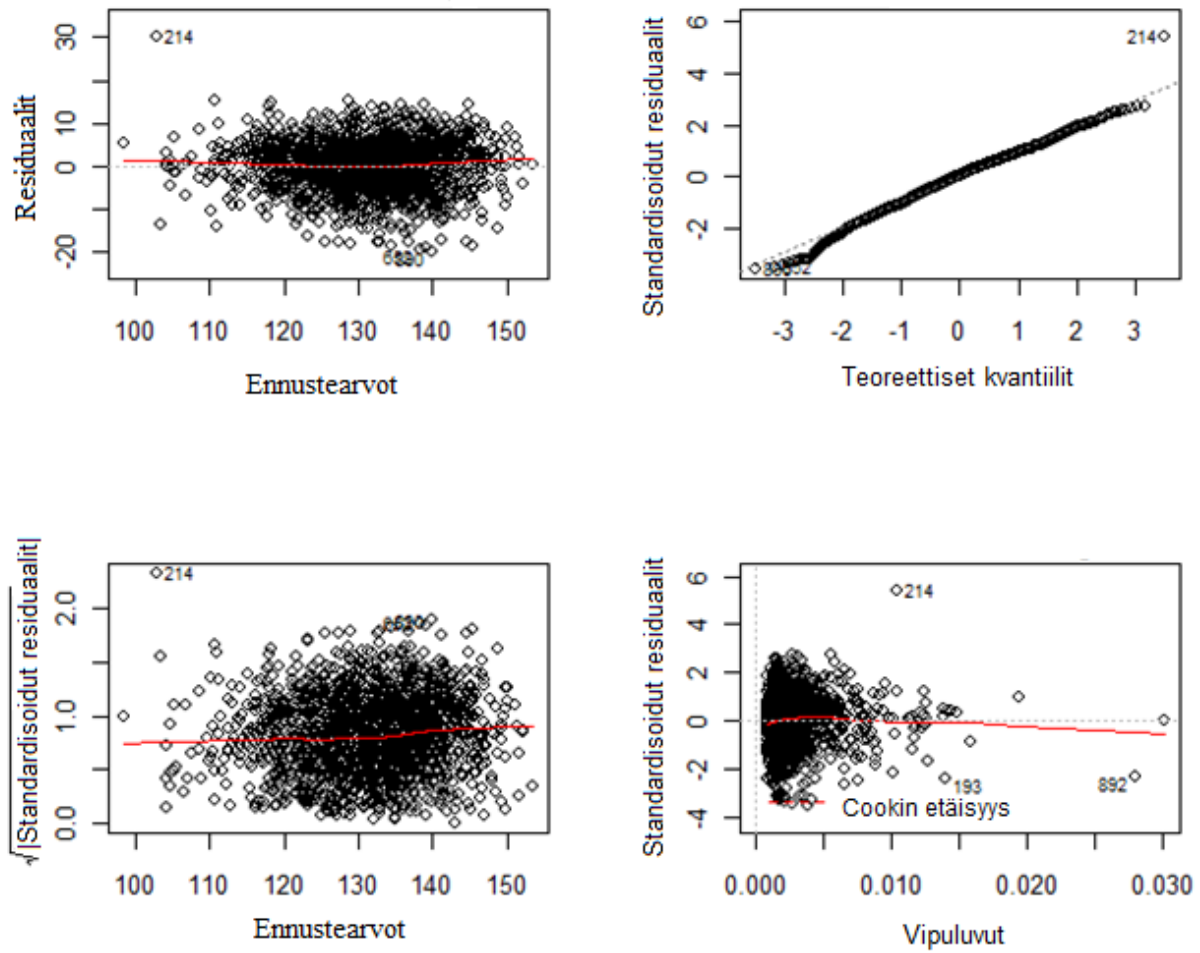 Residuaalit
30
10
0
-20
214
100 110 120 130 140 150
Ennustearvot
Standardisoidut residuaalit
6
4
2
0
-2
214
-3 -2 -1 0 1 2 3
Teoreettiset kvantiilit
√|Standardisoidut residuaalit|
2.0
1.0
0.0
214
100 110 120 130 140 150
Ennustearvot
Standardisoidut residuaalit
6
4
2
0
-2
-4
214
193
892
Cookin etäisyys
0.000 0.010 0.020 0.030
Vipuluvut